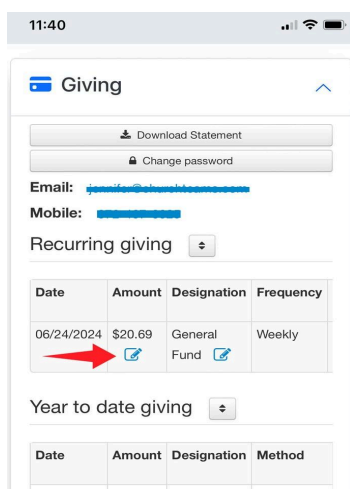 11:40
Giving
Download Statement
Change password
Email:
Mobile:
Recurring giving
Date Amount Designation Frequency
06/24/2024 $20.69 General Weekly
Fund
Year to date giving
Date Amount Designation Method